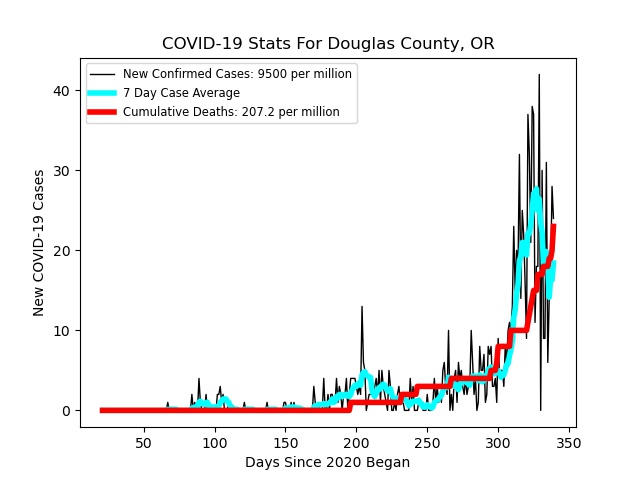 COVID-19 Stats For Douglas County, OR
New Confirmed Cases: 9500 per million
7 Day Case Average
Cumulative Deaths: 207.2 per million
New COVID-19 Cases
40
30
20
10
0
50 100 150 200 250 300 350
Days Since 2020 Began